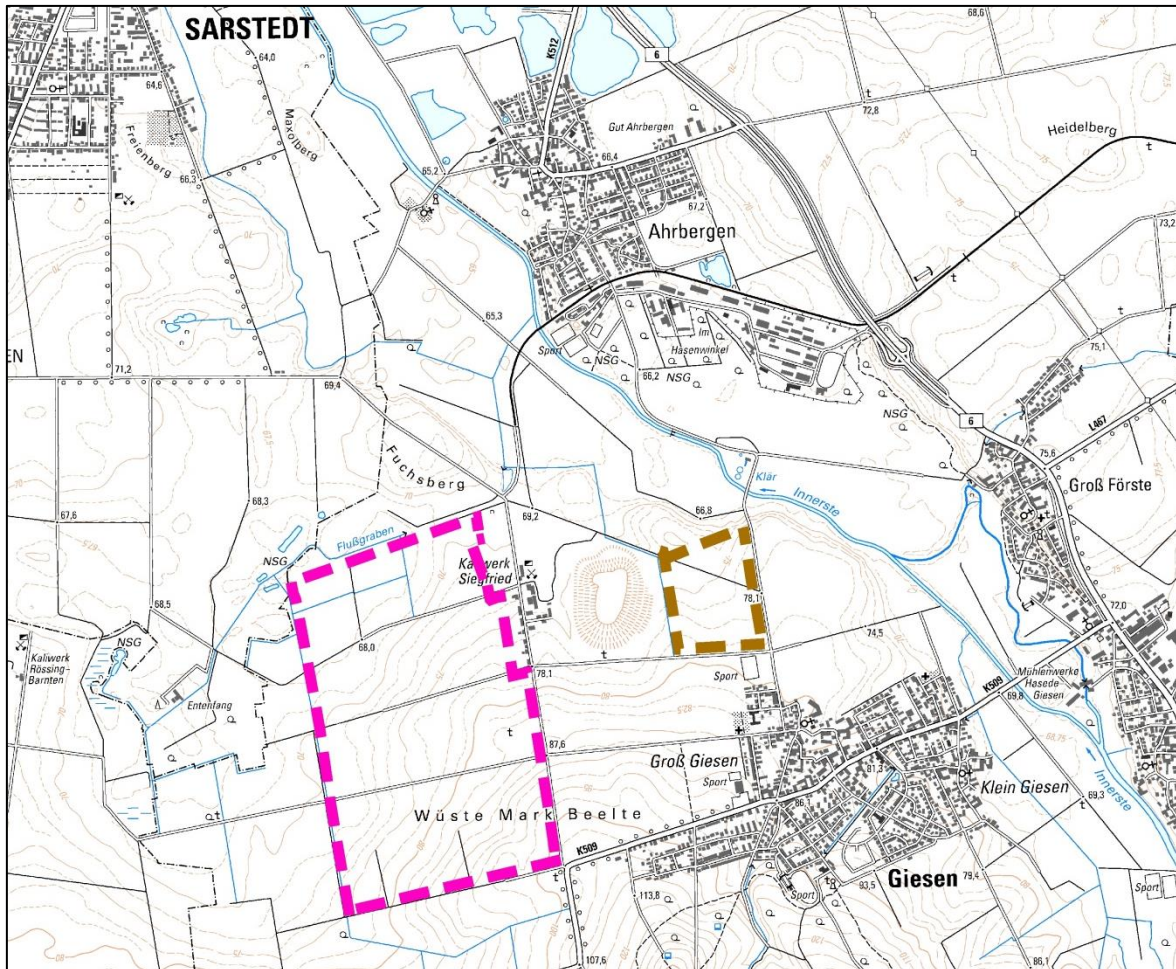 SARSTEDT
K512
6
68,6
64,0
64,6
Freienberg
Maxolberg
66,3
65,2
Gut Ahrbergen
66,4
72,8
t
Heidelberg
t
67,2
Ahrbergen
73,2
t
t
65,3
EN
71,2
69,4
Sport
NSG
Im
Hasenwinkel
66,2
NSG
NSG
75,1
6
L467
75,6
Groß Förste
Fuchsberg
67,6
68,3
69,2
66,8
Klär
Innerste
Flußgraben
NSG
Kaliwerk
Siegfried
68,5
NSG
68,0
78,1
t
78,1
74,5
72,0
Kaliwerk
Rössing-
Barnten
Entenfang
Sport
82,5
K509
69,8
Mühlenwerke
Hasede
Giesen
68,75
t
87,6
Groß Giesen
Sport
81,3
Klein Giesen
Innerste
69,3
t
Wüste Mark Beelte
86
K509
t
t
113,8
Giesen
93,5
79,4
Sport
Sport
107,6
86,1